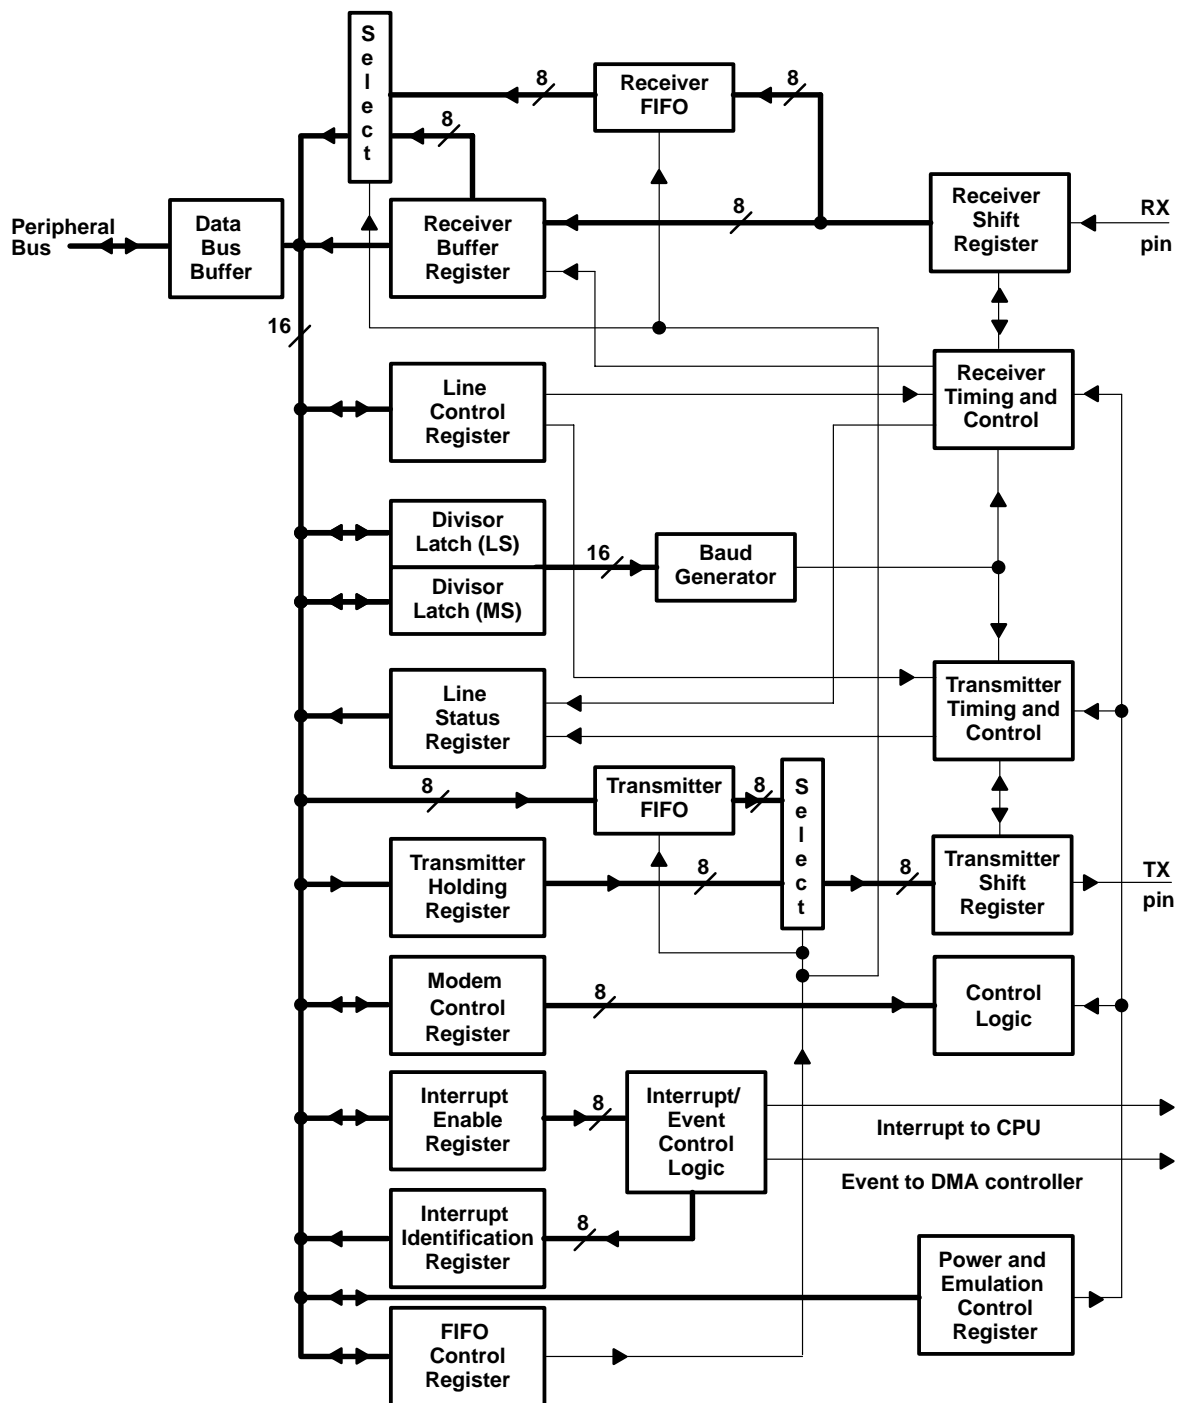 S
e
l
e
c
t
8
Receiver
FIFO
8
8
Peripheral
Bus
Data
Bus
Buffer
Receiver
Buffer
Register
8
Receiver
Shift
Register
RX
pin
16
Line
Control
Register
Receiver
Timing and
Control
Divisor
Latch (LS)
Divisor
Latch (MS)
16
Baud
Generator
Line
Status
Register
Transmitter
Timing and
Control
8
Transmitter
FIFO
8
S
e
l
e
c
t
Transmitter
Holding
Register
8
8
Transmitter
Shift
Register
TX
pin
Modem
Control
Register
8
Control
Logic
Interrupt
Enable
Register
8
Interrupt/
Event
Control
Logic
Interrupt to CPU
Event to DMA controller
Interrupt
Identification
Register
8
Power and
Emulation
Control
Register
FIFO
Control
Register